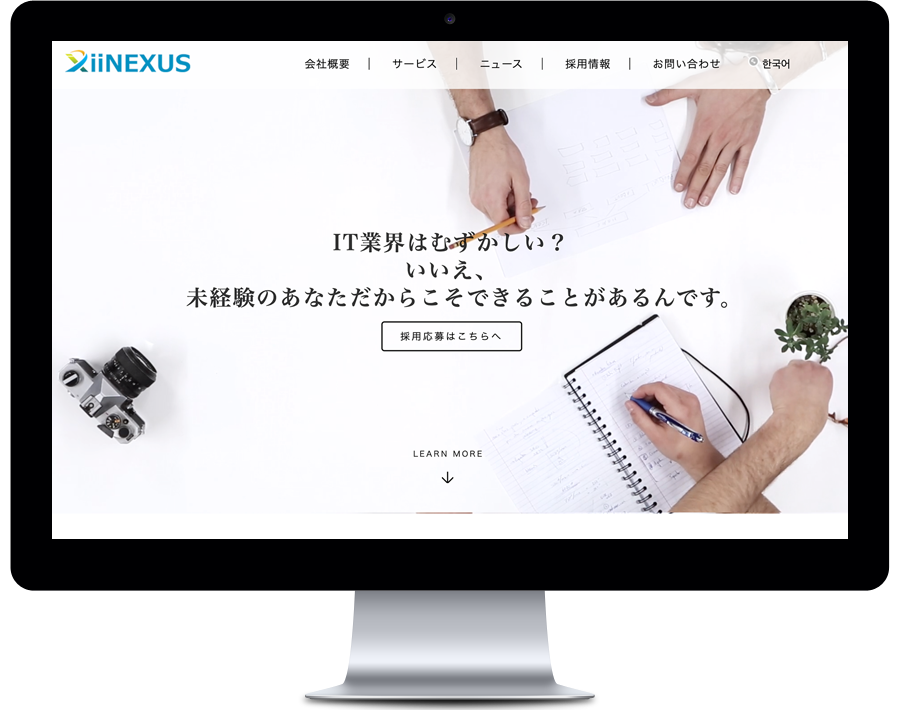 XiiNEXUS
会社概要 | サービス | ニュース | 採用情報 | お問い合わせ 한국어
IT業界はむずかしい？
いいえ、
未経験のあなただからこそできることがあるんです。
採用応募はこちらへ
LEARN MORE